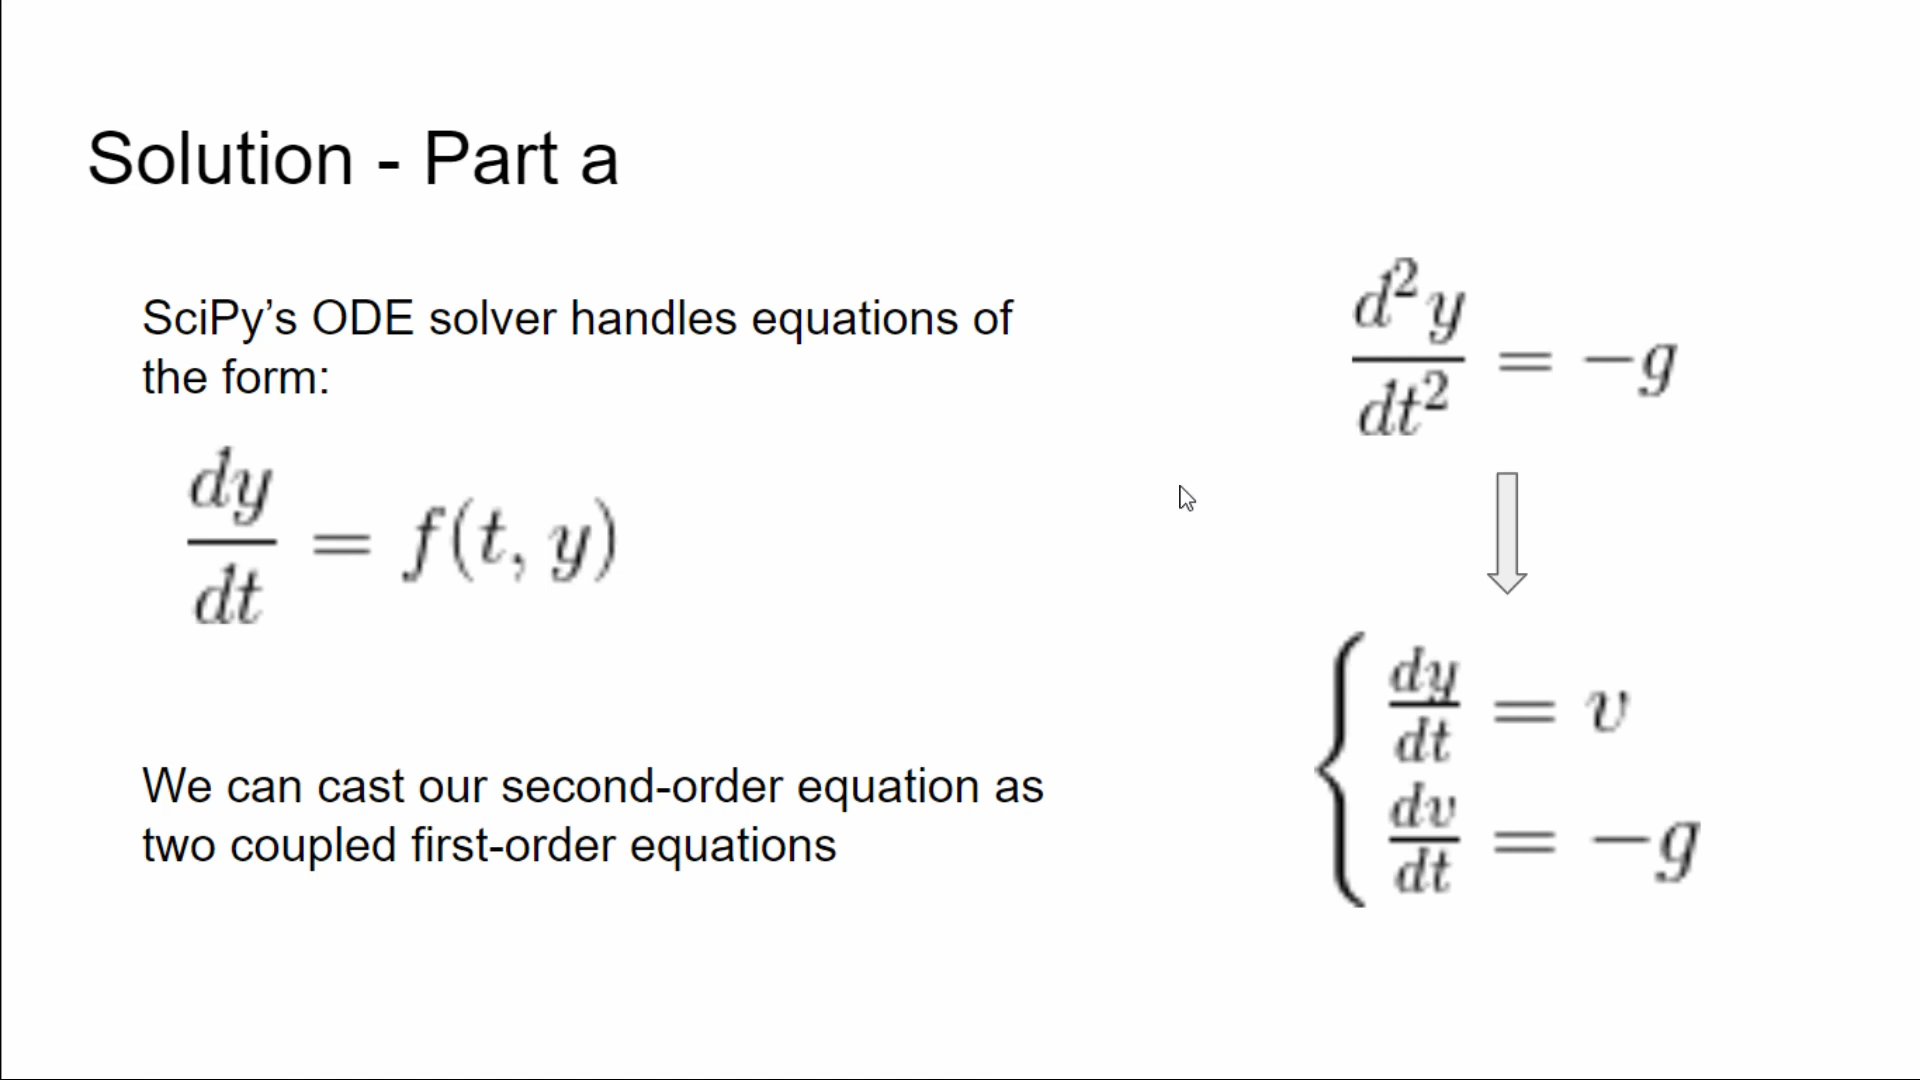 Solution - Part a
SciPy’s ODE solver handles equations of
the form:
dy/dt = f(t, y)
We can cast our second-order equation as
two coupled first-order equations
d²y/dt² = −g
dy/dt = v
dv/dt = −g